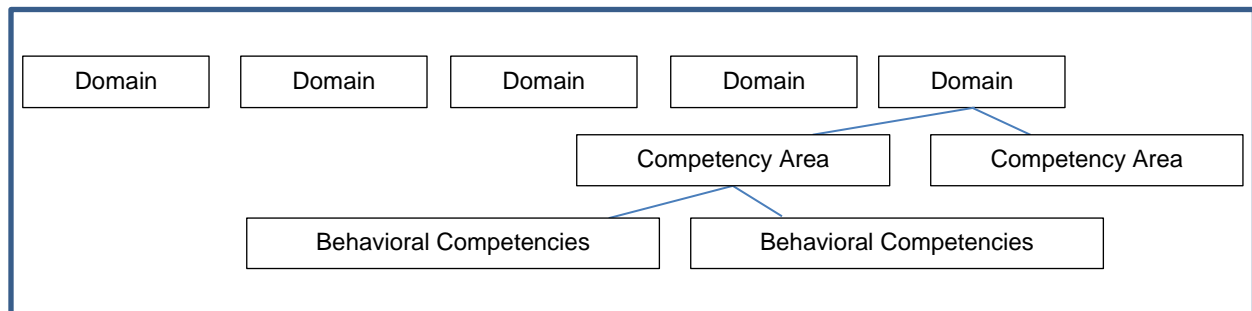 Domain
Domain
Domain
Domain
Domain
Competency Area
Competency Area
Behavioral Competencies
Behavioral Competencies